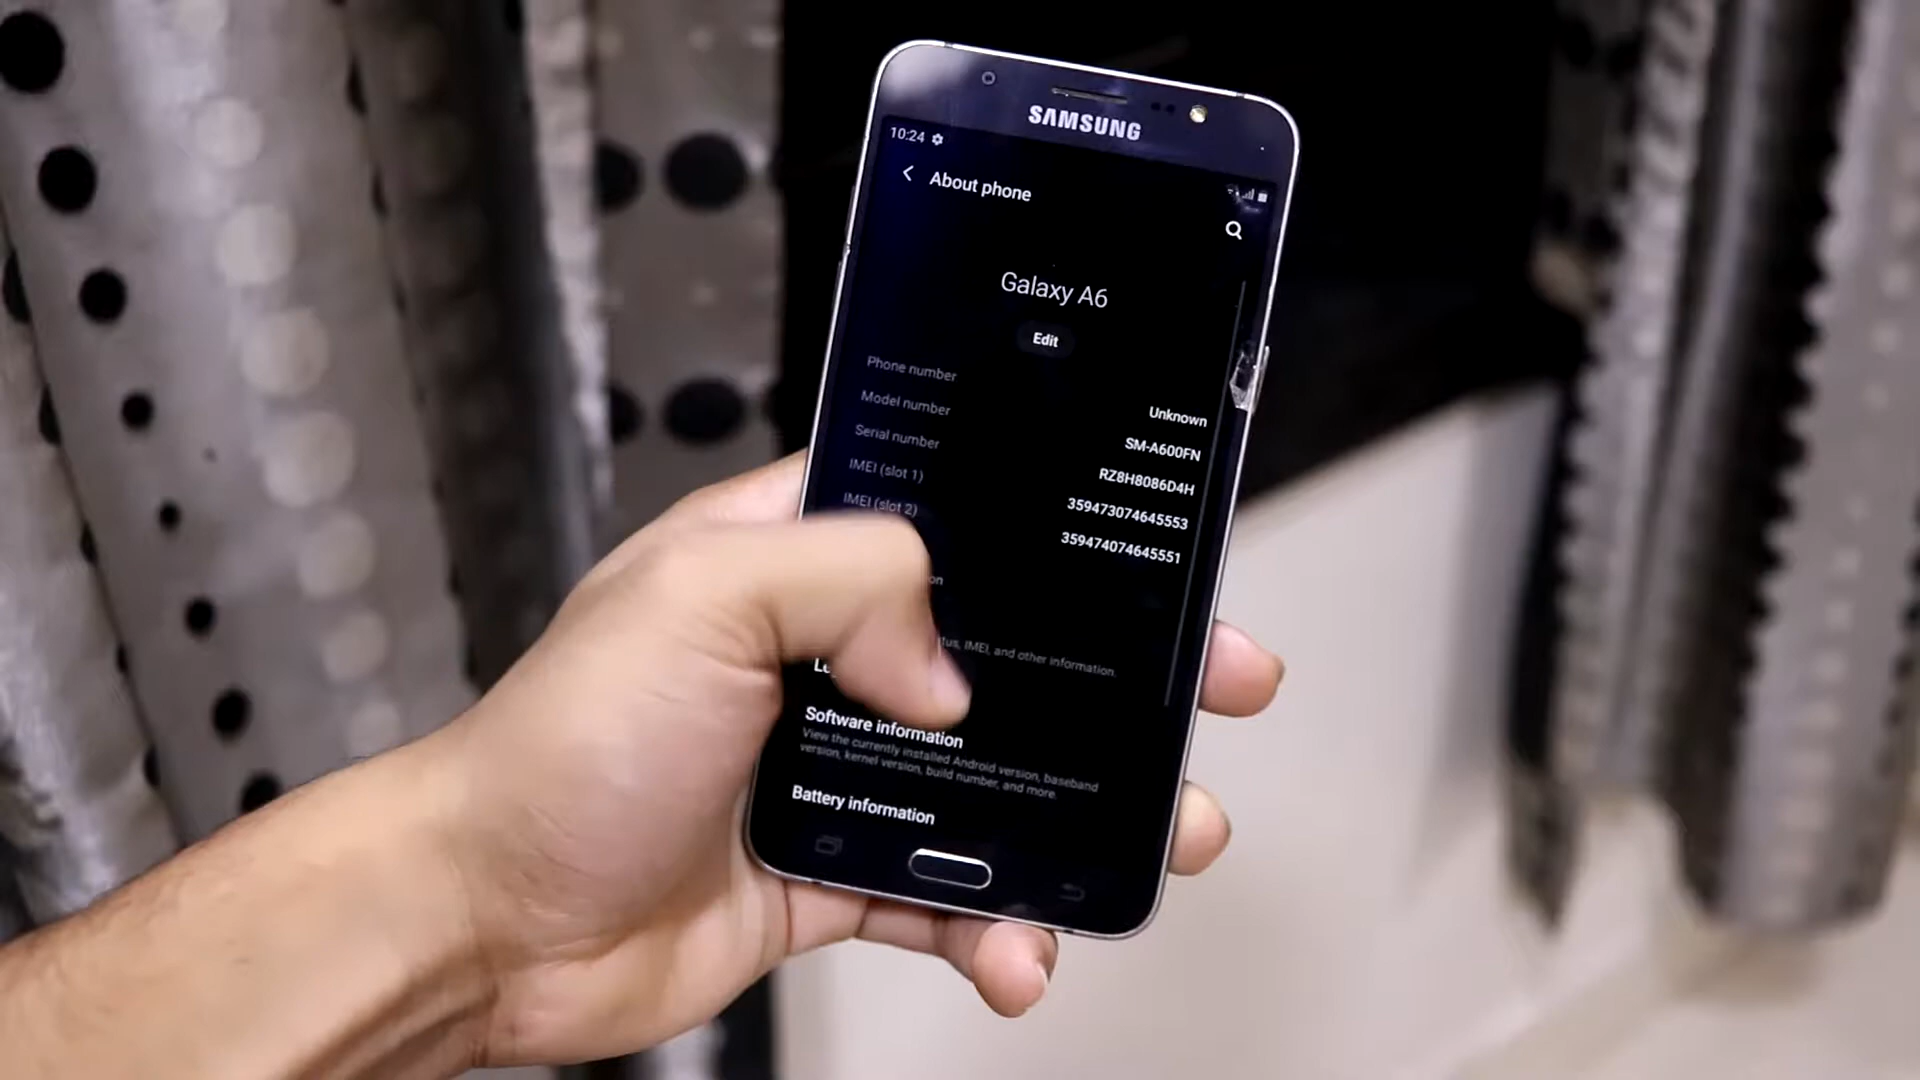 SAMSUNG
10:24
About phone
Galaxy A6
Edit
Phone number
Unknown
Model number
SM-A600FN
Serial number
RZ8H8086D4H
IMEI (slot 1)
359473074645553
IMEI (slot 2)
359474074645551
on
tus, IMEI, and other information.
Software information
View the currently installed Android version, baseband
version, kernel version, build number, and more.
Battery information